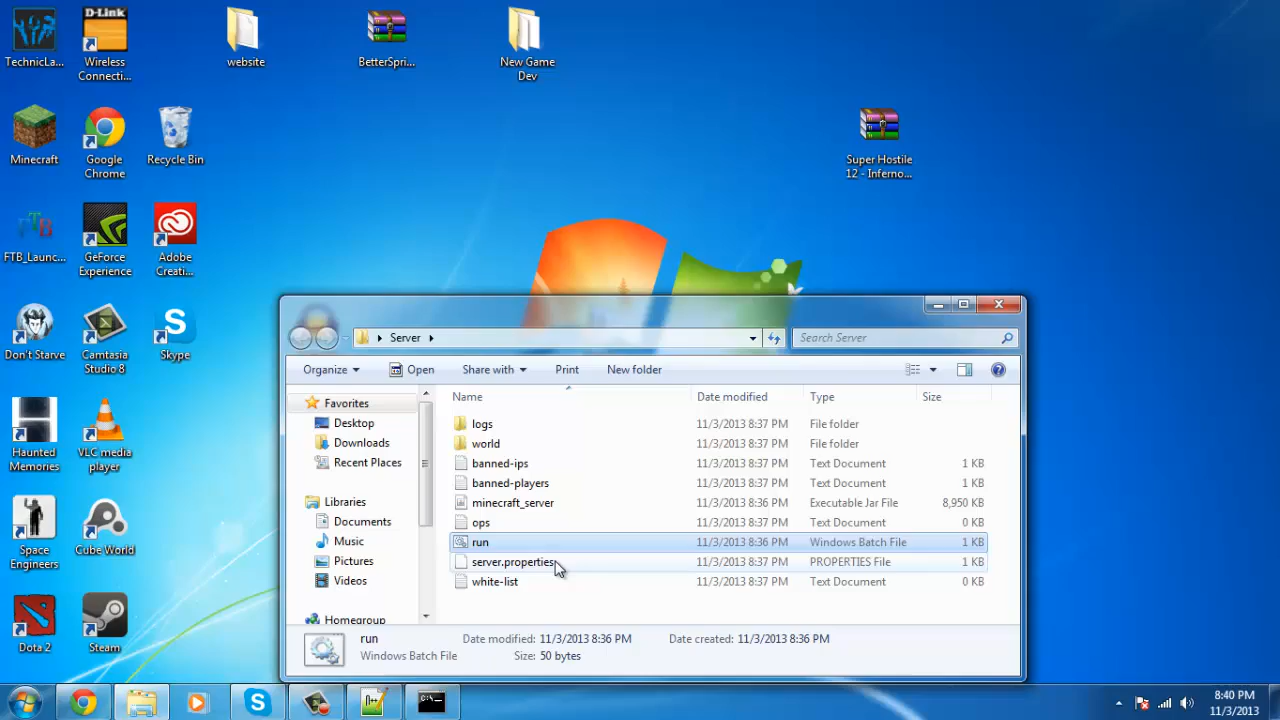 D-Link
TechnicLa...
Wireless
Connecti...
website
BetterSpri...
New Game
Dev
Minecraft
Google
Chrome
Recycle Bin
Super Hostile
12 - Inferno...
FTB
FTB_Launc...
GeForce
Experience
Adobe
Creati...
Don't Starve
Camtasia
Studio 8
Skype
Haunted
Memories
VLC media
player
Space
Engineers
Cube World
Dota 2
Steam
Server
Search Server
Organize
Open
Share with
Print
New folder
Name
Date modified
Type
Size
Favorites
Desktop
Downloads
Recent Places
Libraries
Documents
Music
Pictures
Videos
Homegroup
logs 11/3/2013 8:37 PM File folder
world 11/3/2013 8:37 PM File folder
banned-ips 11/3/2013 8:37 PM Text Document 1 KB
banned-players 11/3/2013 8:37 PM Text Document 1 KB
minecraft_server 11/3/2013 8:36 PM Executable Jar File 8,950 KB
ops 11/3/2013 8:37 PM Text Document 0 KB
run 11/3/2013 8:36 PM Windows Batch File 1 KB
server.properties 11/3/2013 8:37 PM PROPERTIES File 1 KB
white-list 11/3/2013 8:37 PM Text Document 0 KB
run Date modified: 11/3/2013 8:36 PM Date created: 11/3/2013 8:36 PM
Windows Batch File Size: 50 bytes
8:40 PM
11/3/2013